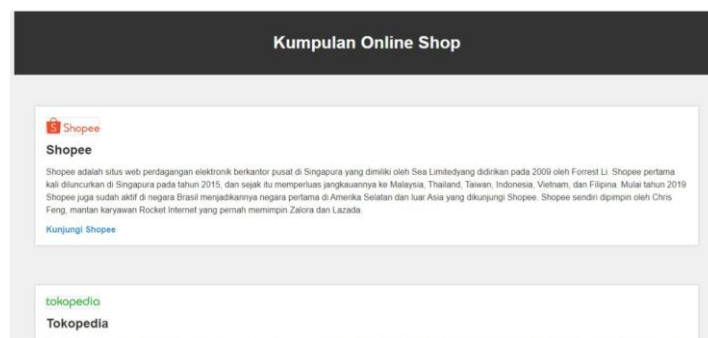 Kumpulan Online Shop
S Shopee
Shopee
Shopee adalah situs web perdagangan elektronik berkantor pusat di Singapura yang dimiliki oleh Sea Limitedyang didirikan pada 2009 oleh Forrest Li. Shopee pertama
kali diluncurkan di Singapura pada tahun 2015, dan sejak itu memperluas jangkauannya ke Malaysia, Thailand, Taiwan, Indonesia, Vietnam, dan Filipina. Mulai tahun 2019
Shopee juga sudah aktif di negara Brasil menjadikannya negara pertama di Amerika Selatan dan luar Asia yang dikunjungi Shopee. Shopee sendiri dipimpin oleh Chris
Feng, mantan karyawan Rocket Internet yang pernah memimpin Zalora dan Lazada.
Kunjungi Shopee
tokopedia
Tokopedia